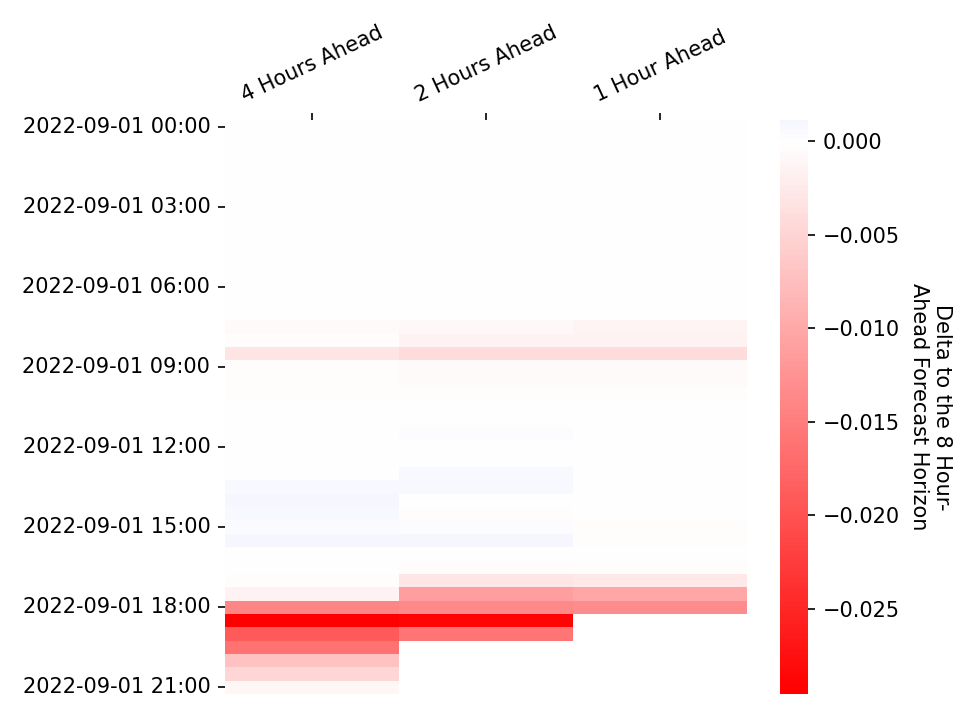 4 Hours Ahead
2 Hours Ahead
1 Hour Ahead
2022-09-01 00:00
2022-09-01 03:00
2022-09-01 06:00
2022-09-01 09:00
2022-09-01 12:00
2022-09-01 15:00
2022-09-01 18:00
2022-09-01 21:00
0.000
−0.005
−0.010
−0.015
−0.020
−0.025
Delta to the 8 Hour-
Ahead Forecast Horizon